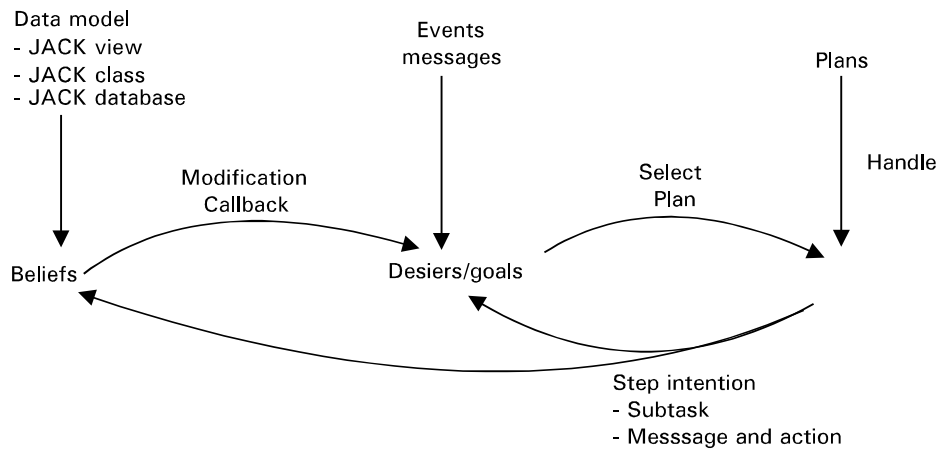 Data model
- JACK view
- JACK class
- JACK database
Events
messages
Plans
Handle
Modification
Callback
Select
Plan
Beliefs
Desiers/goals
Step intention
- Subtask
- Messsage and action